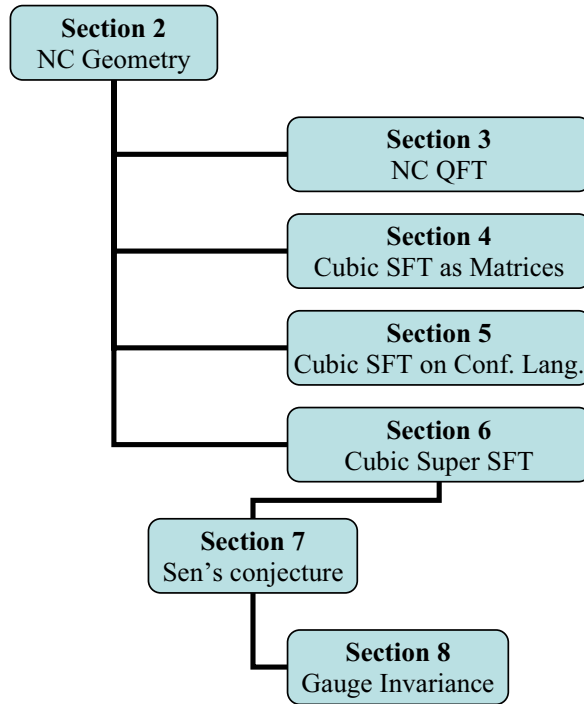 Section 2
NC Geometry
Section 3
NC QFT
Section 4
Cubic SFT as Matrices
Section 5
Cubic SFT on Conf. Lang.
Section 6
Cubic Super SFT
Section 7
Sen’s conjecture
Section 8
Gauge Invariance